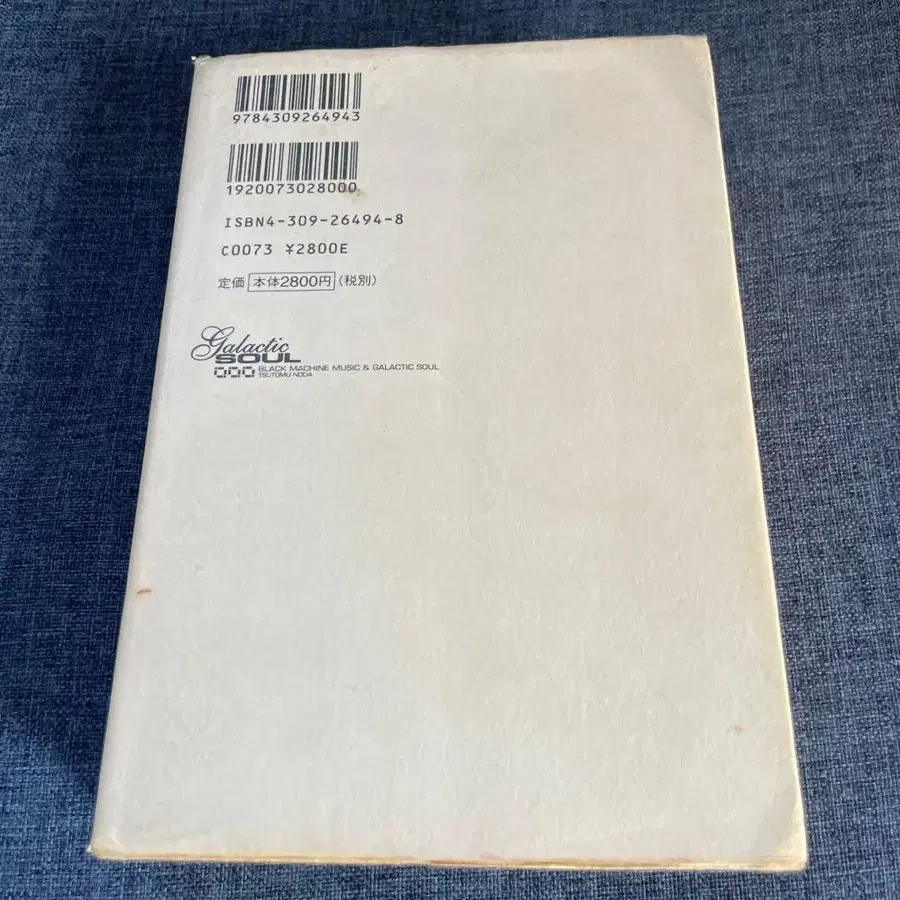 9784309264943
1920073028000
ISBN4-309-26494-8
C0073 ¥2800E
定価 本体2800円 (税別)
Galactic
SOUL
BLACK MACHINE MUSIC & GALACTIC SOUL
TSUTOMU NODA